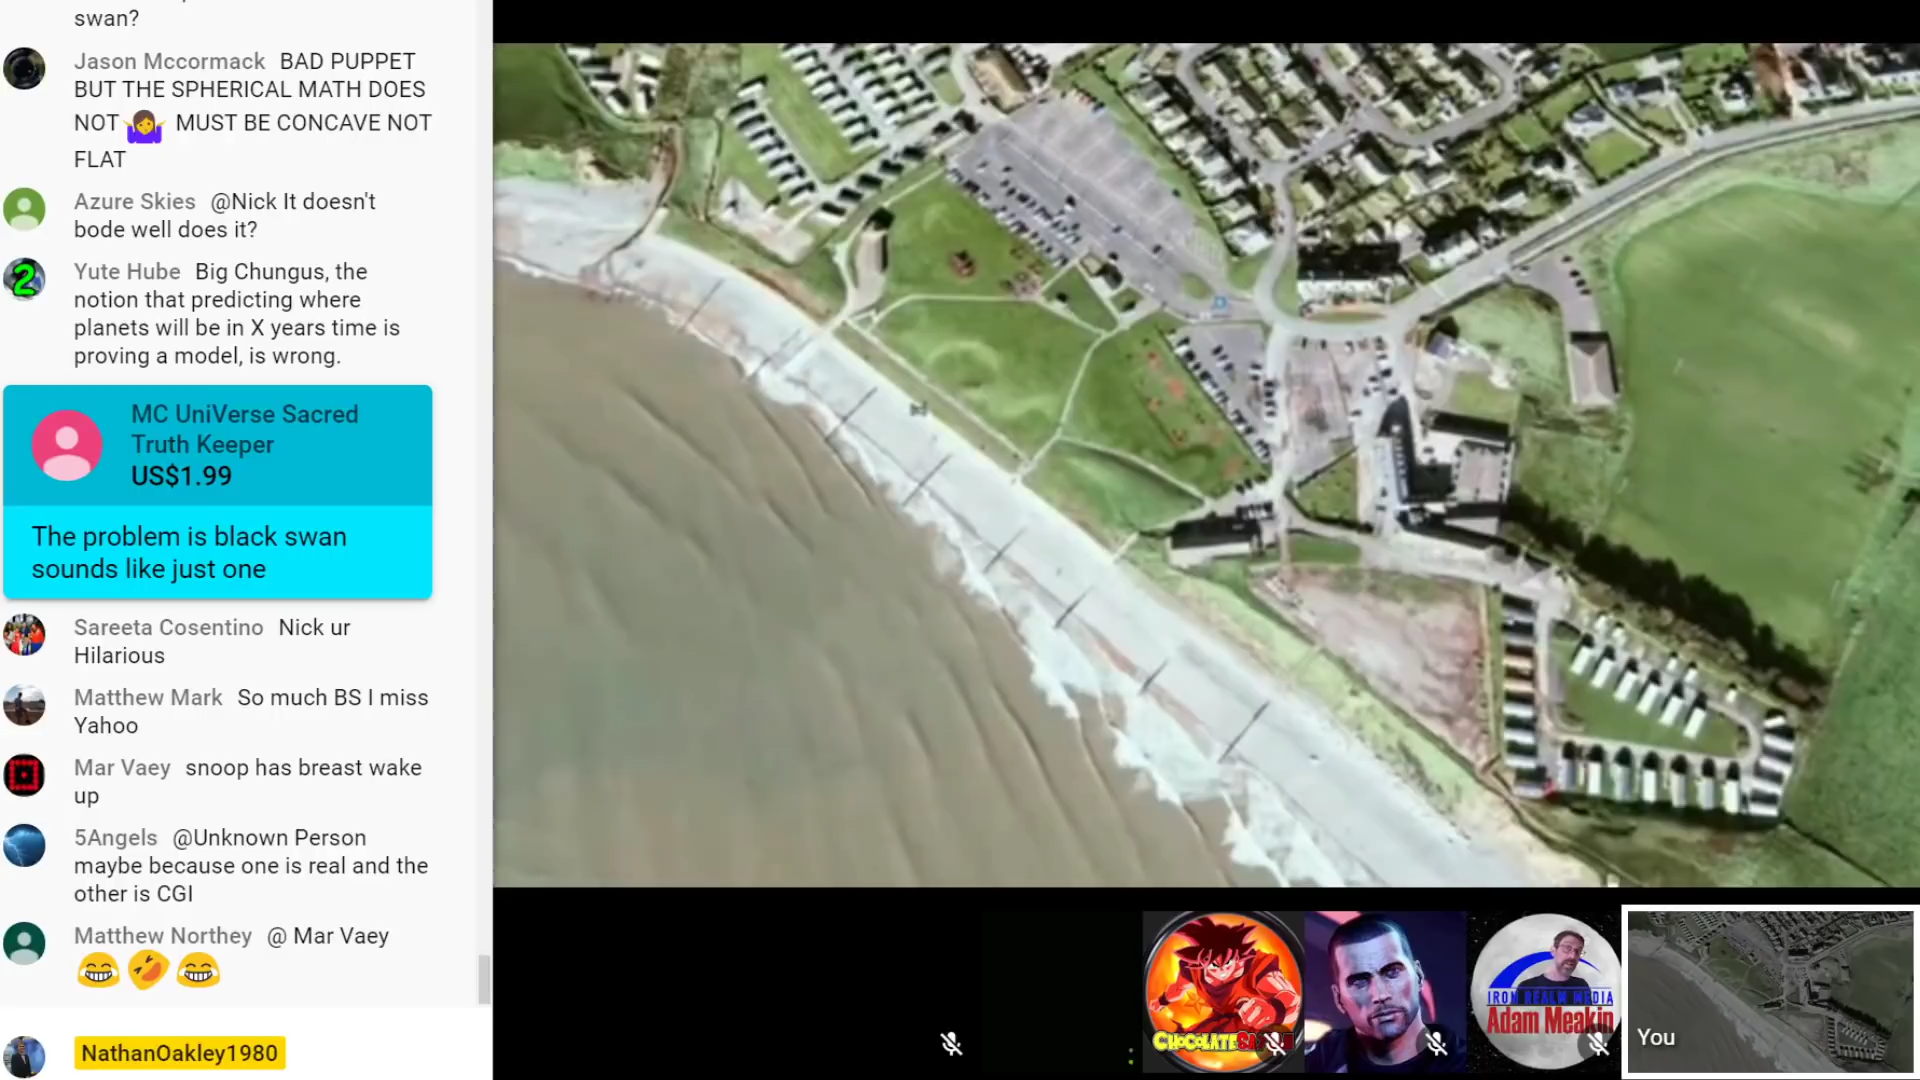 swan?
Jason Mccormack BAD PUPPET
BUT THE SPHERICAL MATH DOES
NOT 🤷‍♀️ MUST BE CONCAVE NOT
FLAT
Azure Skies @Nick It doesn't
bode well does it?
Yute Hube Big Chungus, the
notion that predicting where
planets will be in X years time is
proving a model, is wrong.
MC UniVerse Sacred
Truth Keeper
US$1.99
The problem is black swan
sounds like just one
Sareeta Cosentino Nick ur
Hilarious
Matthew Mark So much BS I miss
Yahoo
Mar Vaey snoop has breast wake
up
5Angels @Unknown Person
maybe because one is real and the
other is CGI
Matthew Northey @ Mar Vaey
😂🤣😂
NathanOakley1980
IRON REALM MEDIA
Adam Meakin
You